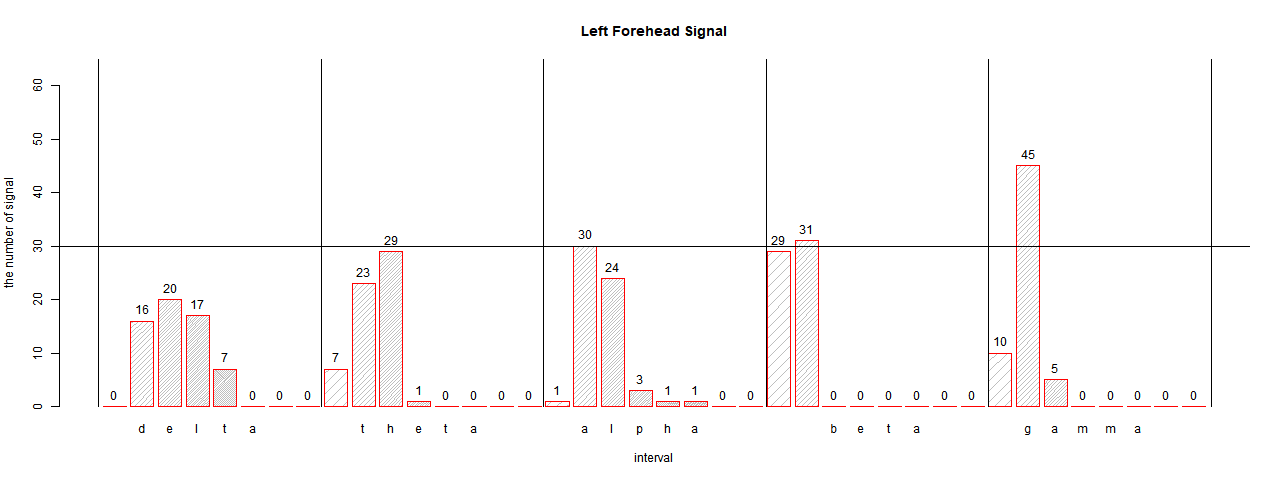 Left Forehead Signal
the number of signal
60
50
40
30
20
10
0
0 16 20 17 7 0 0 0 7 23 29 1 0 0 0 0 1 30 24 3 1 1 0 0 29 31 0 0 0 0 0 0 10 45 5 0 0 0 0 0
d e l t a t h e t a a l p h a b e t a g a m m a
interval